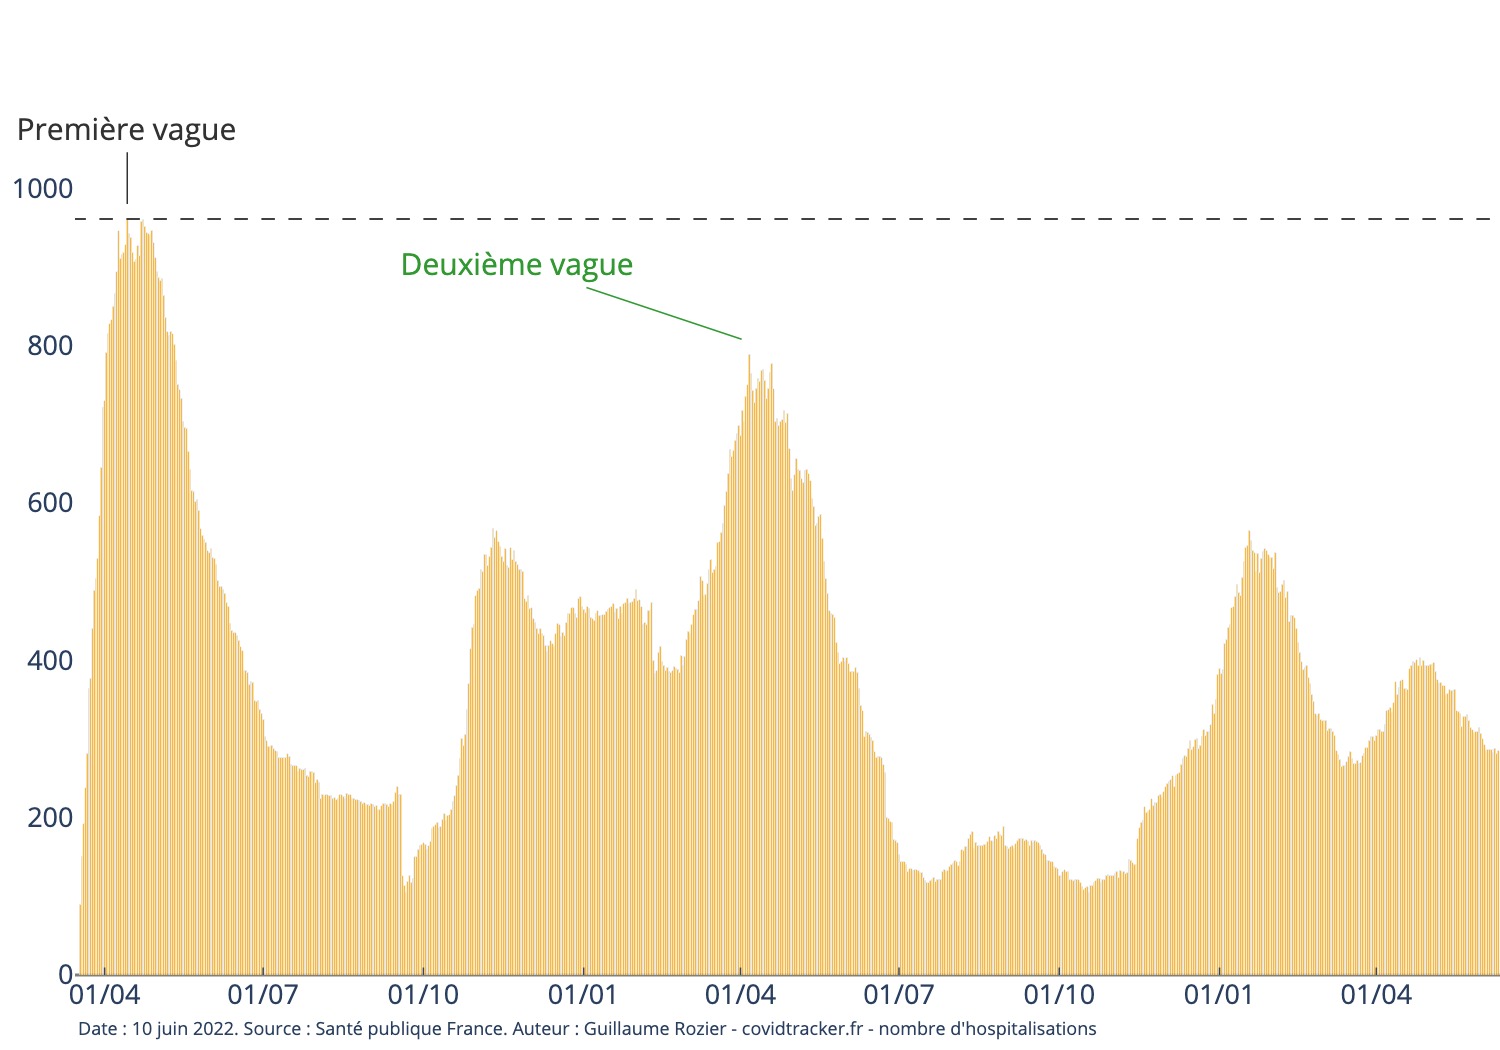 Première vague
1000
Deuxième vague
800
600
400
200
0
01/04 01/07 01/10 01/01 01/04 01/07 01/10 01/01 01/04
Date : 10 juin 2022. Source : Santé publique France. Auteur : Guillaume Rozier - covidtracker.fr - nombre d'hospitalisations